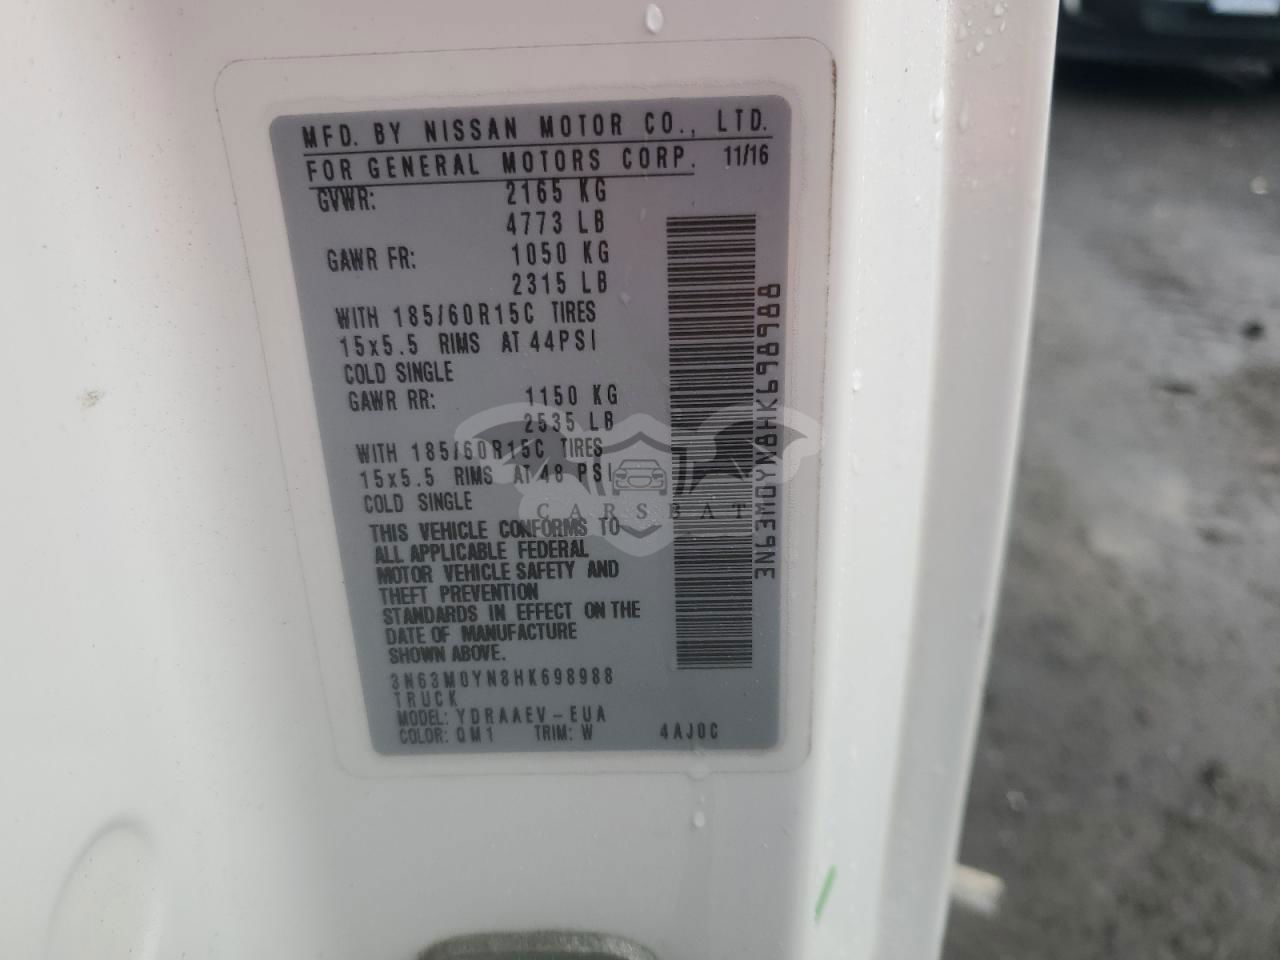 MFD. BY NISSAN MOTOR CO., LTD.
FOR GENERAL MOTORS CORP. 11/16
GVWR: 2165 KG
4773 LB
GAWR FR: 1050 KG
2315 LB
WITH 185/60R15C TIRES
15x5.5 RIMS AT 44PSI
COLD SINGLE
GAWR RR: 1150 KG
2535 LB
WITH 185/60R15C TIRES
15x5.5 RIMS AT 48 PSI
COLD SINGLE
THIS VEHICLE CONFORMS TO
ALL APPLICABLE FEDERAL
MOTOR VEHICLE SAFETY AND
THEFT PREVENTION
STANDARDS IN EFFECT ON THE
DATE OF MANUFACTURE
SHOWN ABOVE.
3N63M0YN8HK698988
TRUCK
MODEL: YDRAAEV-EUA
COLOR: QM1 TRIM: W 4AJ0C
3N63M0YN8HK698988
CARSBAT